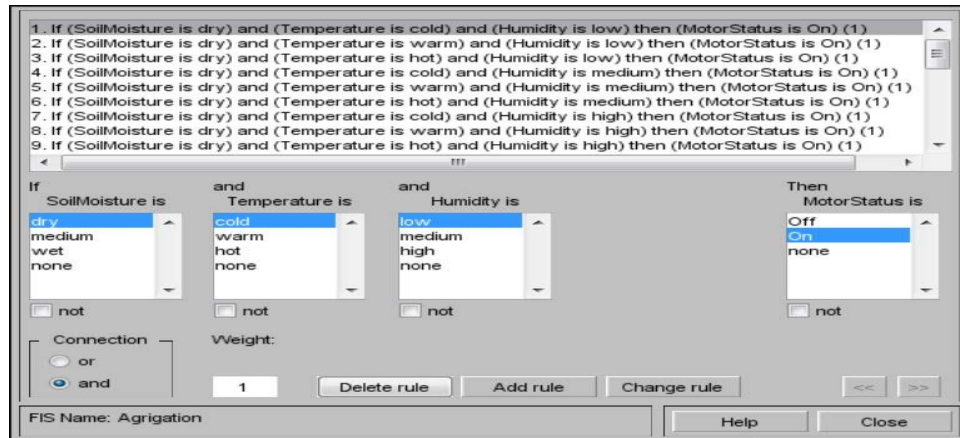 1. If (SoilMoisture is dry) and (Temperature is cold) and (Humidity is low) then (MotorStatus is On) (1)
2. If (SoilMoisture is dry) and (Temperature is warm) and (Humidity is low) then (MotorStatus is On) (1)
3. If (SoilMoisture is dry) and (Temperature is hot) and (Humidity is low) then (MotorStatus is On) (1)
4. If (SoilMoisture is dry) and (Temperature is cold) and (Humidity is medium) then (MotorStatus is On) (1)
5. If (SoilMoisture is dry) and (Temperature is warm) and (Humidity is medium) then (MotorStatus is On) (1)
6. If (SoilMoisture is dry) and (Temperature is hot) and (Humidity is medium) then (MotorStatus is On) (1)
7. If (SoilMoisture is dry) and (Temperature is cold) and (Humidity is high) then (MotorStatus is On) (1)
8. If (SoilMoisture is dry) and (Temperature is warm) and (Humidity is high) then (MotorStatus is On) (1)
9. If (SoilMoisture is dry) and (Temperature is hot) and (Humidity is high) then (MotorStatus is On) (1)
If
SoilMoisture is
dry
medium
wet
none
not
and
Temperature is
cold
warm
hot
none
not
and
Humidity is
low
medium
high
none
not
Then
MotorStatus is
Off
On
none
not
Connection
or
and
Weight:
1
Delete rule
Add rule
Change rule
<<
>>
FIS Name: Agrigation
Help
Close